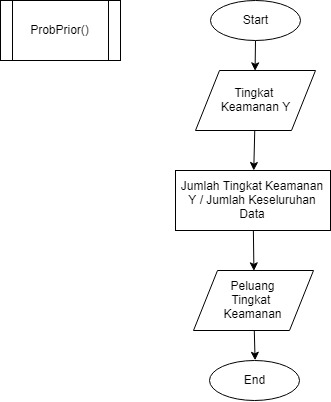 ProbPrior()
Start
Tingkat
Keamanan Y
Jumlah Tingkat Keamanan
Y / Jumlah Keseluruhan
Data
Peluang
Tingkat
Keamanan
End